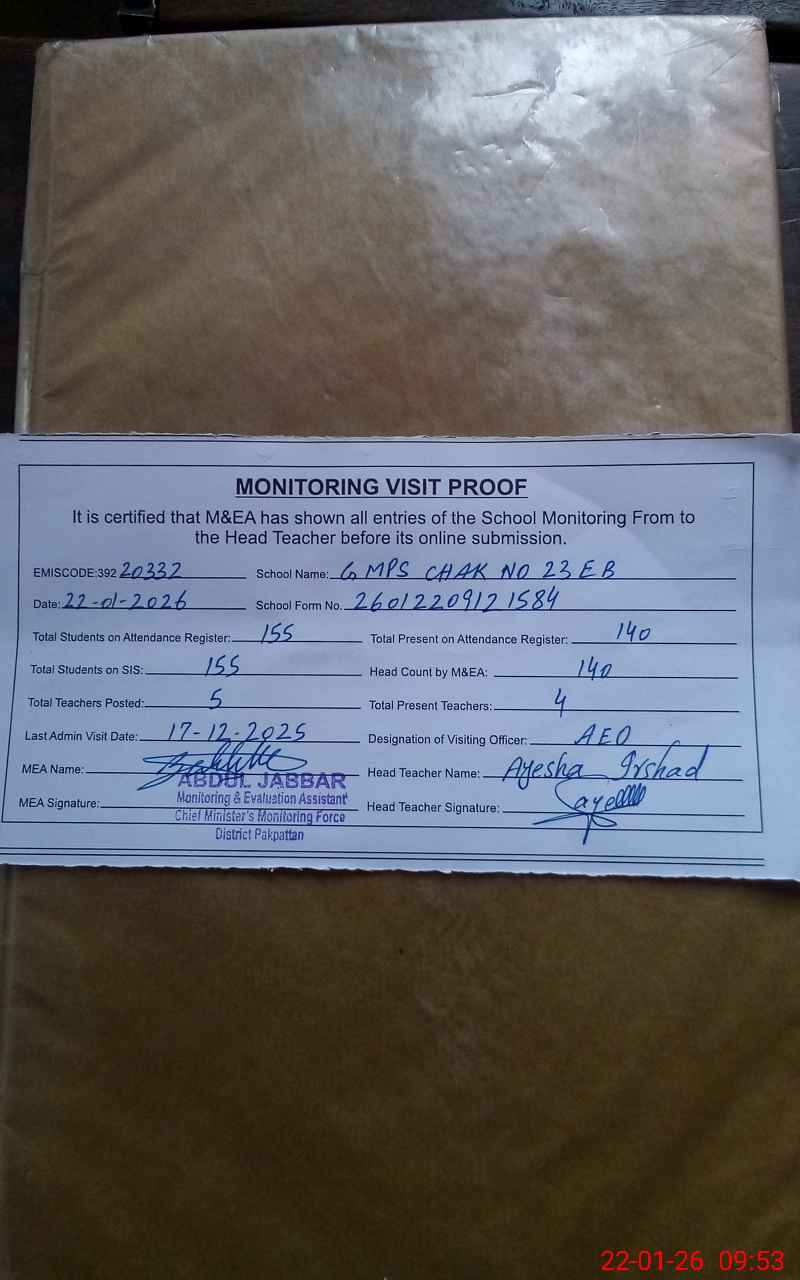 MONITORING VISIT PROOF
It is certified that M&EA has shown all entries of the School Monitoring From to
the Head Teacher before its online submission.
EMISCODE:392 20332 School Name: GMPS CHAK NO 23 EB
Date: 22-01-2026 School Form No. 26012209121584
Total Students on Attendance Register: 155 Total Present on Attendance Register: 140
Total Students on SIS: 155 Head Count by M&EA: 140
Total Teachers Posted: 5 Total Present Teachers: 4
Last Admin Visit Date: 17-12-2025 Designation of Visiting Officer: AEO
MEA Name: Head Teacher Name: Ayesha Irshad
ABDUL JABBAR
MEA Signature: Monitoring & Evaluation Assistant Head Teacher Signature:
Chief Minister's Monitoring Force
District Pakpattan
22-01-26 09:53